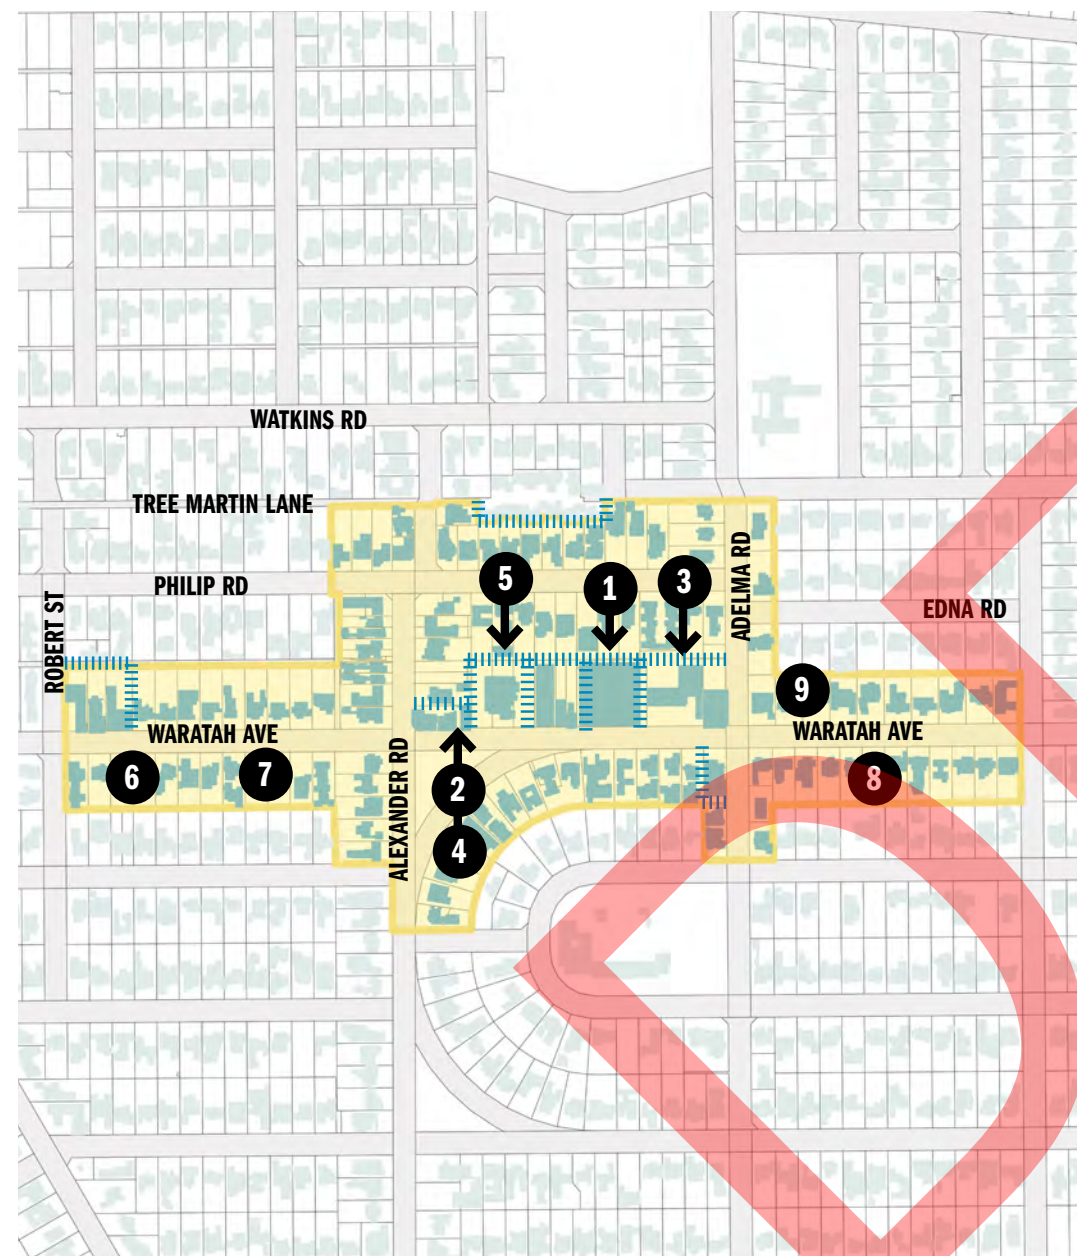 WATKINS RD
TREE MARTIN LANE
PHILIP RD
ROBERT ST
5
1
3
ADELMA RD
EDNA RD
9
WARATAH AVE
WARATAH AVE
ALEXANDER RD
6
7
2
8
4